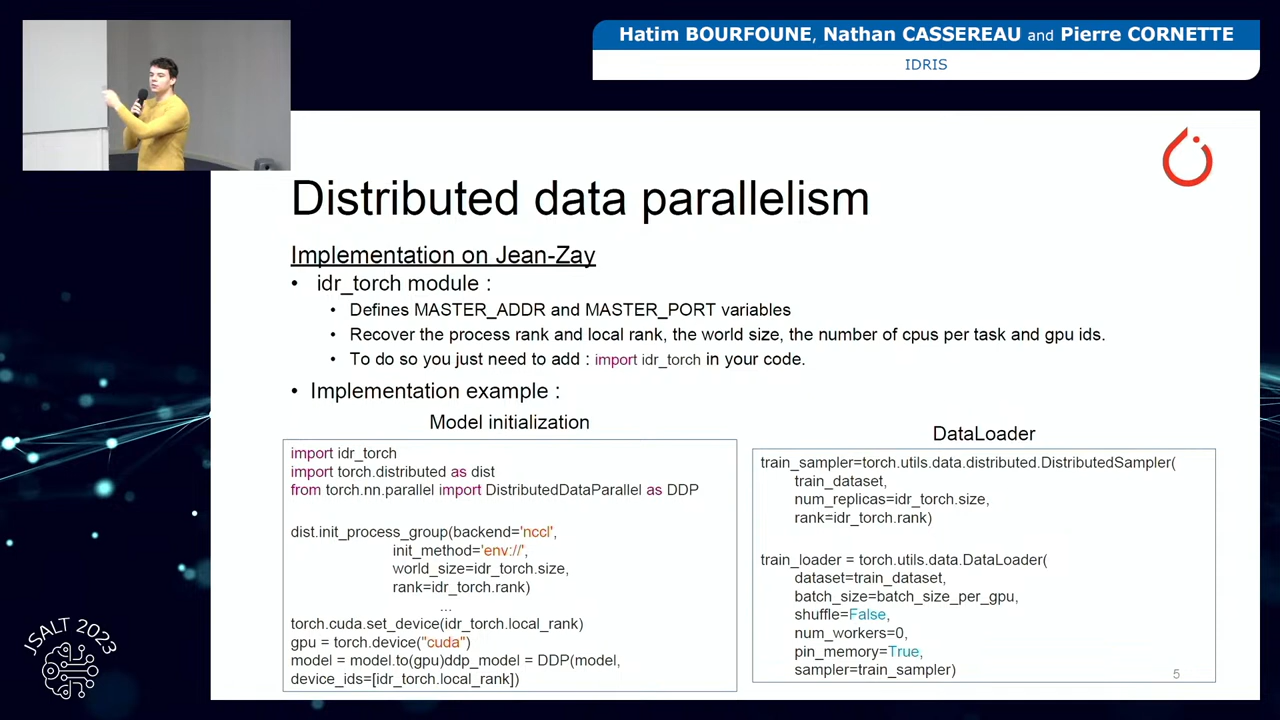 Hatim BOURFOUNE, Nathan CASSEREAU and Pierre CORNETTE
IDRIS
Distributed data parallelism
Implementation on Jean-Zay
• idr_torch module :
• Defines MASTER_ADDR and MASTER_PORT variables
• Recover the process rank and local rank, the world size, the number of cpus per task and gpu ids.
• To do so you just need to add : import idr_torch in your code.
• Implementation example :
Model initialization
import idr_torch
import torch.distributed as dist
from torch.nn.parallel import DistributedDataParallel as DDP
dist.init_process_group(backend='nccl',
init_method='env://',
world_size=idr_torch.size,
rank=idr_torch.rank)
...
torch.cuda.set_device(idr_torch.local_rank)
gpu = torch.device("cuda")
model = model.to(gpu)ddp_model = DDP(model,
device_ids=[idr_torch.local_rank])
DataLoader
train_sampler=torch.utils.data.distributed.DistributedSampler(
train_dataset,
num_replicas=idr_torch.size,
rank=idr_torch.rank)
train_loader = torch.utils.data.DataLoader(
dataset=train_dataset,
batch_size=batch_size_per_gpu,
shuffle=False,
num_workers=0,
pin_memory=True,
sampler=train_sampler)
5
JSALT 2023